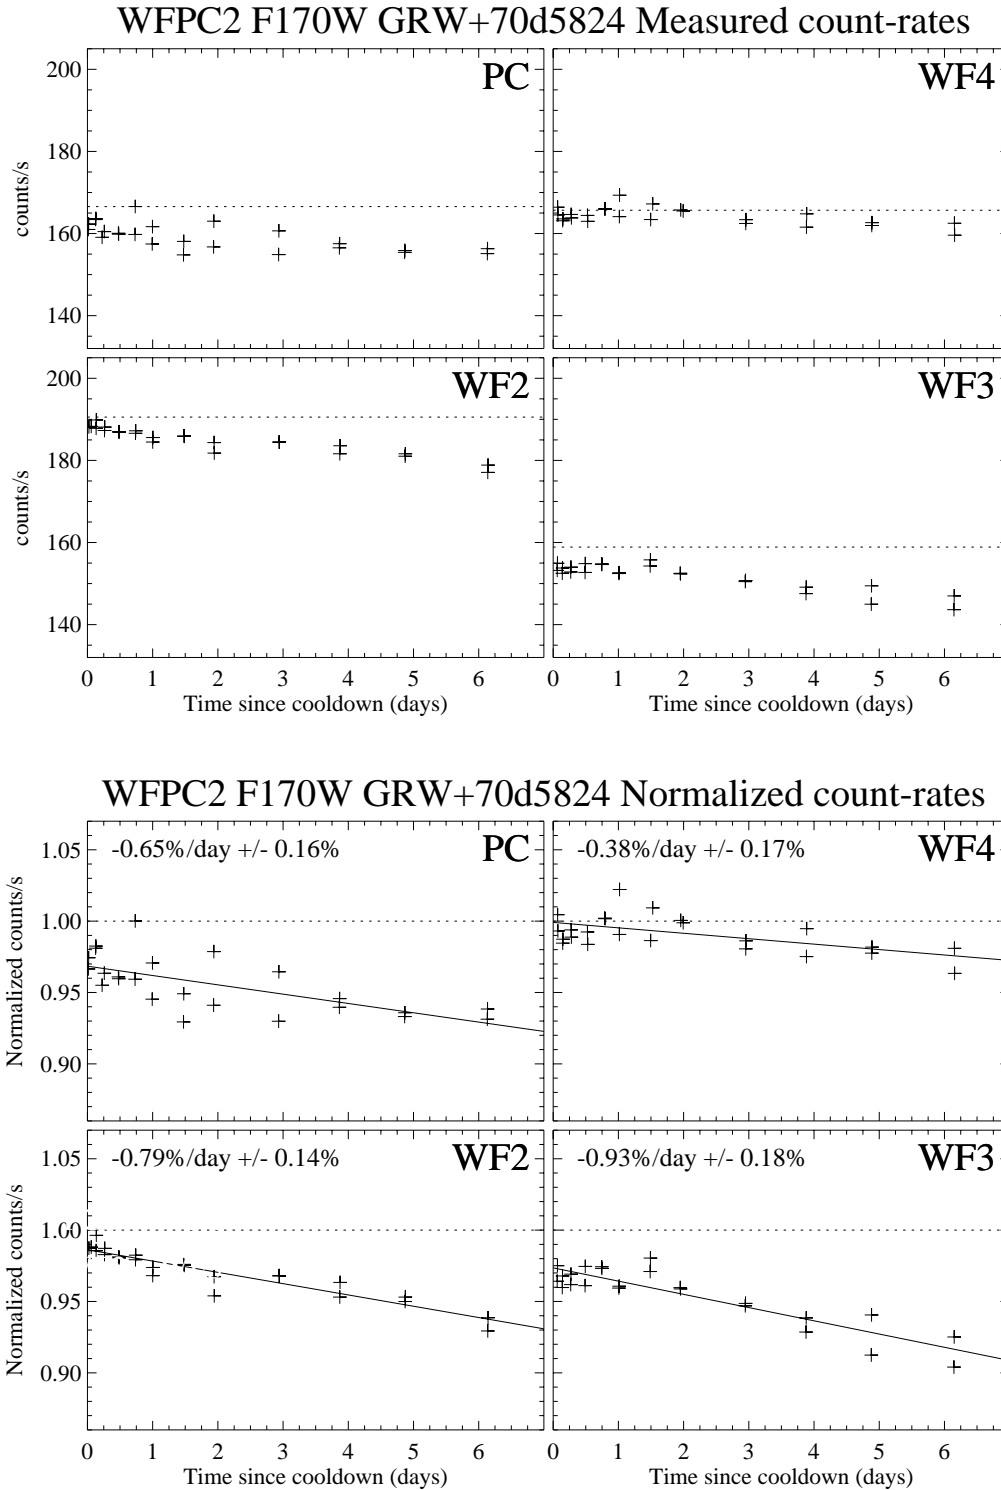 WFPC2 F170W GRW+70d5824 Measured count-rates
200
180
160
140
counts/s
PC
WF4
200
180
160
140
counts/s
WF2
WF3
0 1 2 3 4 5 6
0 1 2 3 4 5 6
Time since cooldown (days)
Time since cooldown (days)
WFPC2 F170W GRW+70d5824 Normalized count-rates
1.05
1.00
0.95
0.90
Normalized counts/s
-0.65%/day +/- 0.16%
PC
-0.38%/day +/- 0.17%
WF4
1.05
1.00
0.95
0.90
Normalized counts/s
-0.79%/day +/- 0.14%
WF2
-0.93%/day +/- 0.18%
WF3
0 1 2 3 4 5 6
0 1 2 3 4 5 6
Time since cooldown (days)
Time since cooldown (days)